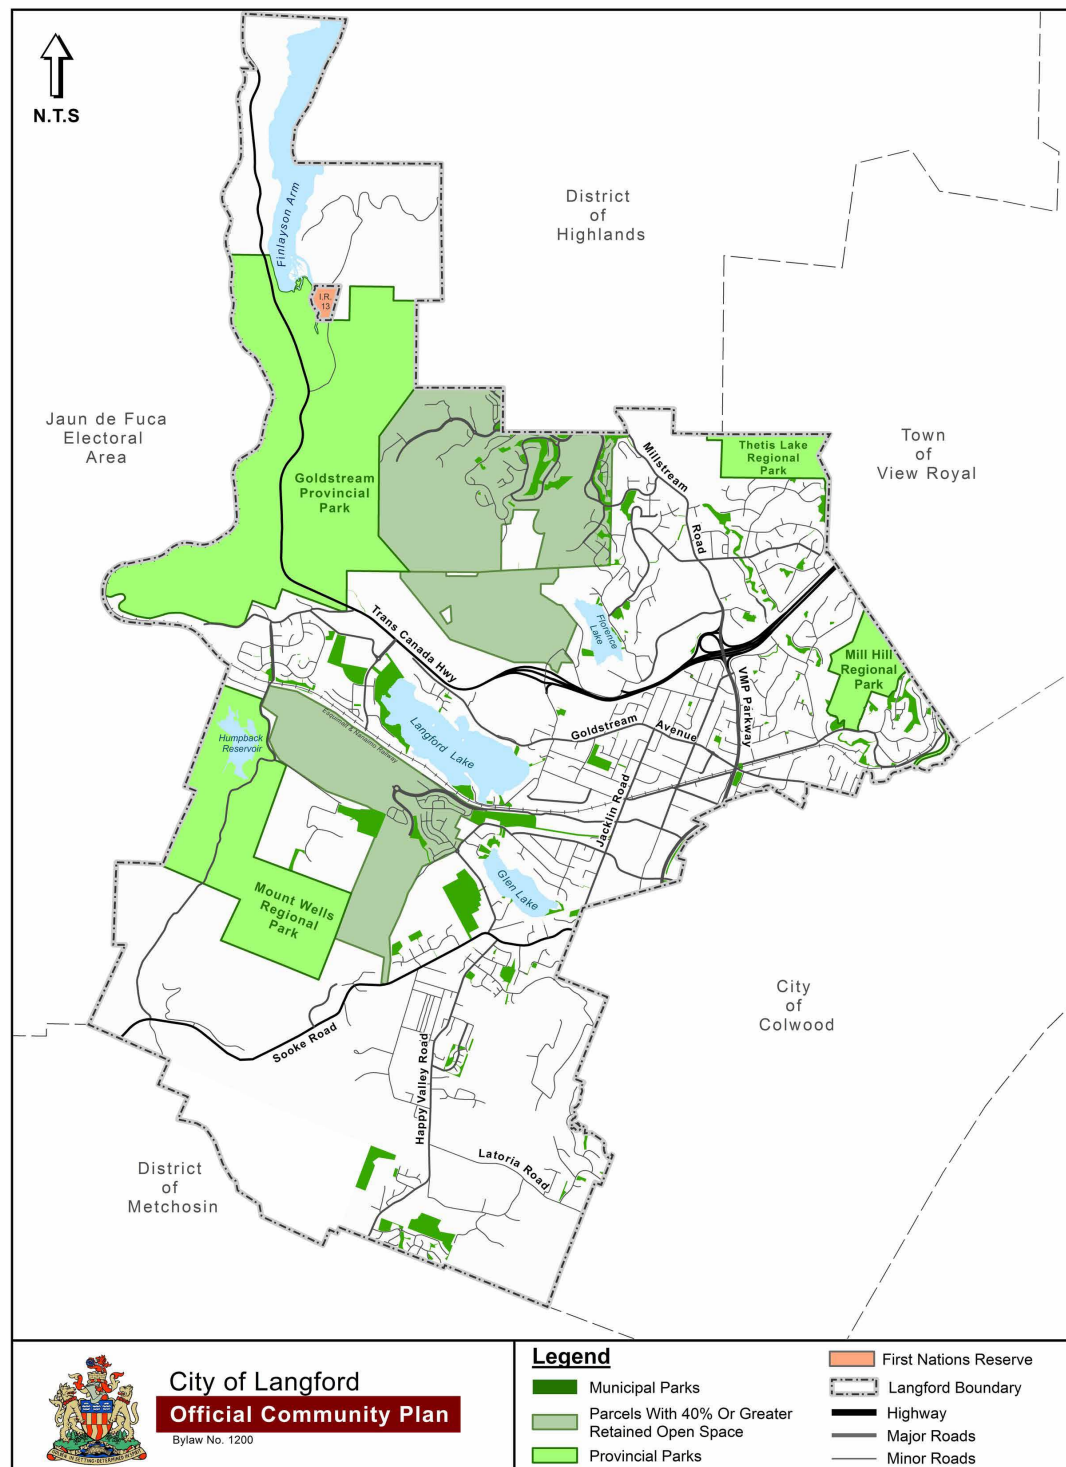 N.T.S
Finlayson Arm
District
of
Highlands
I.R.
13
Jaun de Fuca
Electoral
Area
Goldstream
Provincial
Park
Millstream
Road
Thetis Lake
Regional
Park
Town
of
View Royal
Trans Canada Hwy
Florence
Lake
Mill Hill
Regional
Park
VMP Parkway
Goldstream Avenue
Langford Lake
Esquimalt & Nanaimo Railway
Humpback
Reservoir
Jacklin Road
Glen Lake
Mount Wells
Regional
Park
Sooke Road
City
of
Colwood
Happy Valley Road
Latoria Road
District
of
Metchosin
City of Langford
Official Community Plan
Bylaw No. 1200
Legend
Municipal Parks
Parcels With 40% Or Greater
Retained Open Space
Provincial Parks
First Nations Reserve
Langford Boundary
Highway
Major Roads
Minor Roads